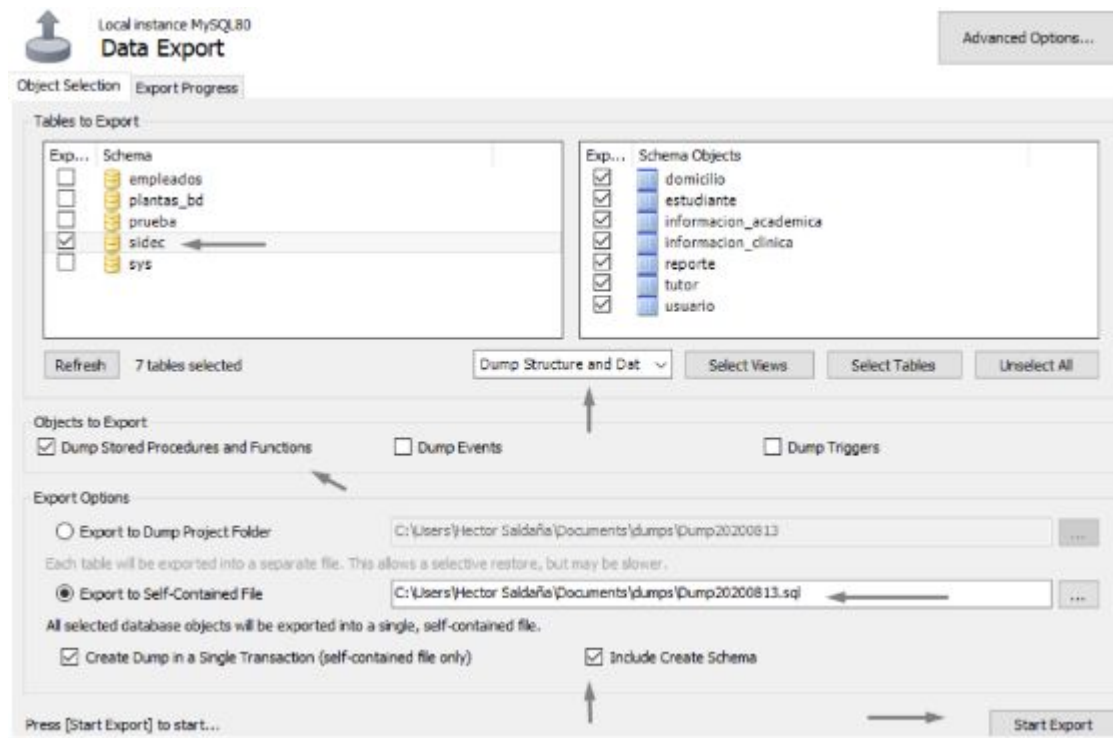 Local instance MySQL80
Data Export
Advanced Options...
Object Selection Export Progress
Tables to Export
Exp... Schema
empleados
plantas_bd
prueba
sidec
sys
Exp... Schema Objects
domicilio
estudiante
informacion_academica
informacion_clinica
reporte
tutor
usuario
Refresh 7 tables selected Dump Structure and Dat Select Views Select Tables Unselect All
Objects to Export
Dump Stored Procedures and Functions Dump Events Dump Triggers
Export Options
Export to Dump Project Folder C:\Users\Hector Saldaña\Documents\dumps\Dump20200813 ...
Each table will be exported into a separate file. This allows a selective restore, but may be slower.
Export to Self-Contained File C:\Users\Hector Saldaña\Documents\dumps\Dump20200813.sql ...
All selected database objects will be exported into a single, self-contained file.
Create Dump in a Single Transaction (self-contained file only) Include Create Schema
Press [Start Export] to start... Start Export